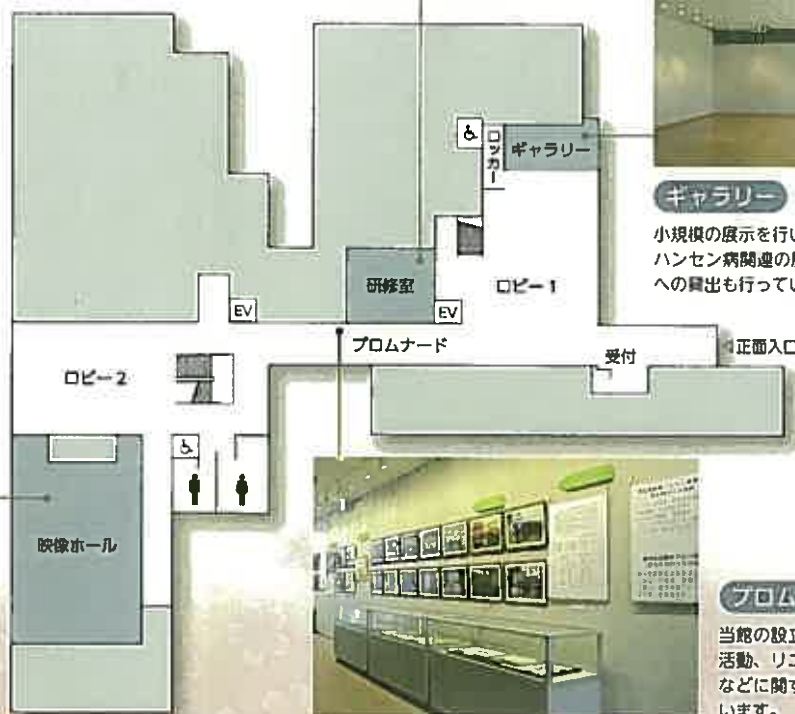 ロッカー
ギャラリー
ギャラリー
小規模の展示を行い
ハンセン病関連の
への貸出も行ってい
研修室
ロビー1
EV
EV
プロムナード
受付
正面入口
ロビー2
映像ホール
プロム
当館の設立
活動、リニ
などに関す
います。